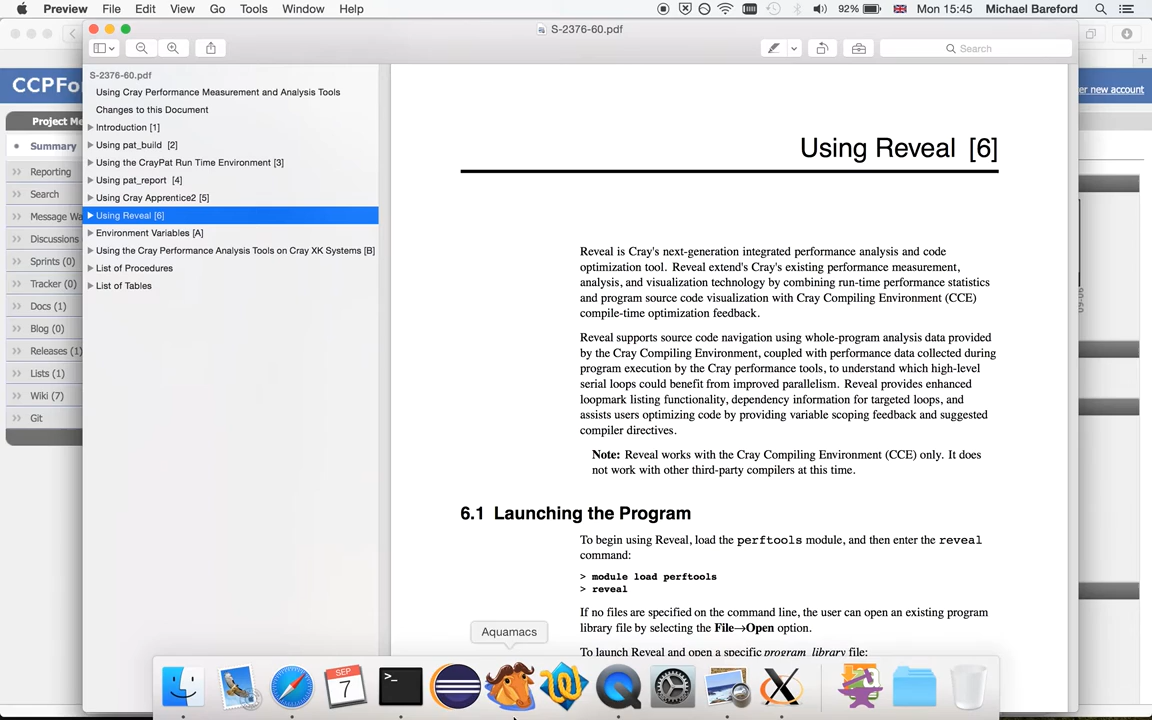 Preview File Edit View Go Tools Window Help
92% Mon 15:45 Michael Bareford
S-2376-60.pdf
Search
CCPFo
er new account
Project Me
Summary
Reporting
Search
Message Wa
Discussions
Sprints (0)
Tracker (0)
Docs (1)
Blog (0)
Releases (1)
Lists (1)
Wiki (7)
Git
S-2376-60.pdf
Using Cray Performance Measurement and Analysis Tools
Changes to this Document
Introduction [1]
Using pat_build [2]
Using the CrayPat Run Time Environment [3]
Using pat_report [4]
Using Cray Apprentice2 [5]
Using Reveal [6]
Environment Variables [A]
Using the Cray Performance Analysis Tools on Cray XK Systems [B]
List of Procedures
List of Tables
Using Reveal [6]
Reveal is Cray's next-generation integrated performance analysis and code
optimization tool. Reveal extend's Cray's existing performance measurement,
analysis, and visualization technology by combining run-time performance statistics
and program source code visualization with Cray Compiling Environment (CCE)
compile-time optimization feedback.
Reveal supports source code navigation using whole-program analysis data provided
by the Cray Compiling Environment, coupled with performance data collected during
program execution by the Cray performance tools, to understand which high-level
serial loops could benefit from improved parallelism. Reveal provides enhanced
loopmark listing functionality, dependency information for targeted loops, and
assists users optimizing code by providing variable scoping feedback and suggested
compiler directives.
Note: Reveal works with the Cray Compiling Environment (CCE) only. It does
not work with other third-party compilers at this time.
6.1 Launching the Program
To begin using Reveal, load the perftools module, and then enter the reveal
command:
> module load perftools
> reveal
If no files are specified on the command line, the user can open an existing program
library file by selecting the File→Open option.
To launch Reveal and open a specific program_library file:
Aquamacs
SEP
7